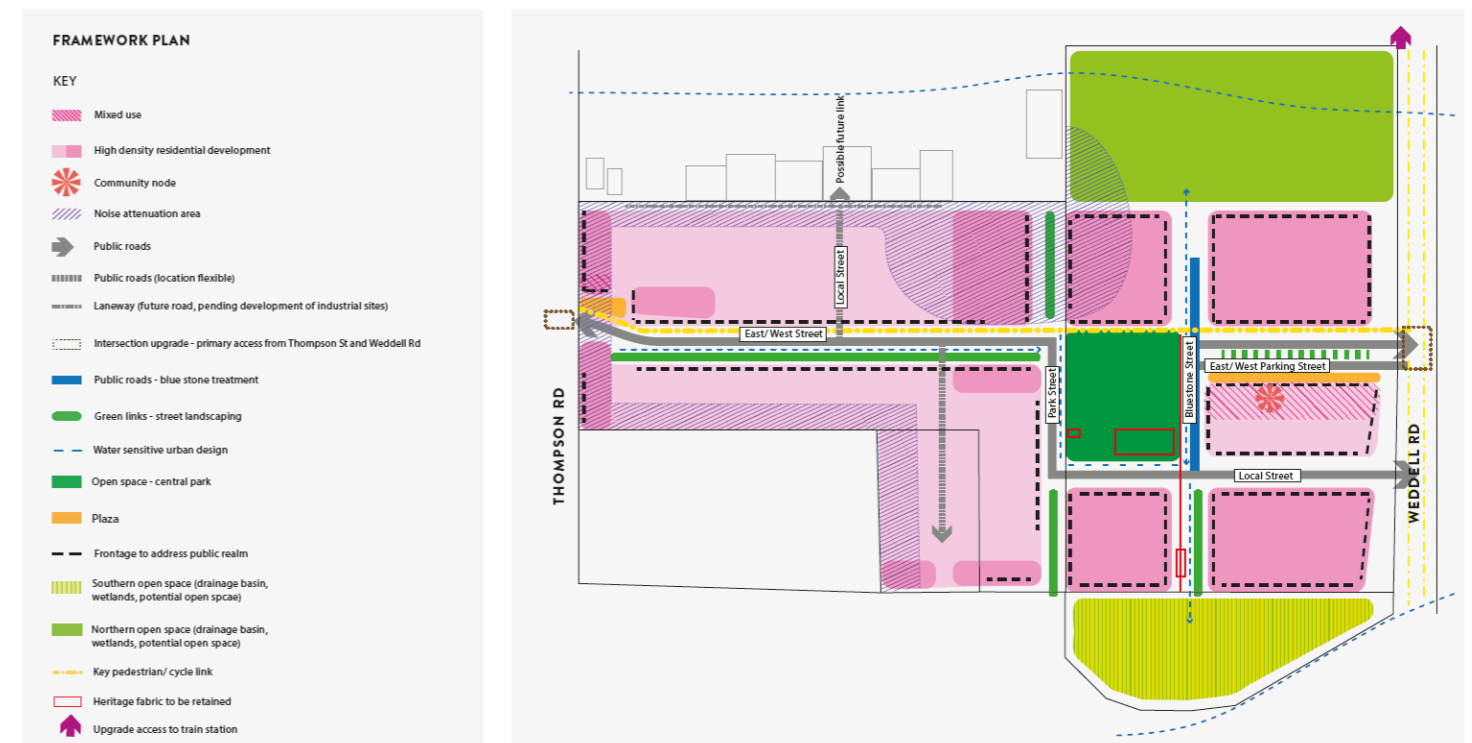 FRAMEWORK PLAN
KEY
Mixed use
High density residential development
Community node
Noise attenuation area
Public roads
Public roads (location flexible)
Laneway (future road, pending development of industrial sites)
Intersection upgrade - primary access from Thompson St and Weddell Rd
Public roads - blue stone treatment
Green links - street landscaping
Water sensitive urban design
Open space - central park
Plaza
Frontage to address public realm
Southern open space (drainage basin,
wetlands, potential open spcae)
Northern open space (drainage basin,
wetlands, potential open space)
Key pedestrian/ cycle link
Heritage fabric to be retained
Upgrade access to train station
Possible future link
Local Street
East/ West Street
THOMPSON RD
Park Street
Bluestone Street
East/ West Parking Street
Local Street
WEDDELL RD